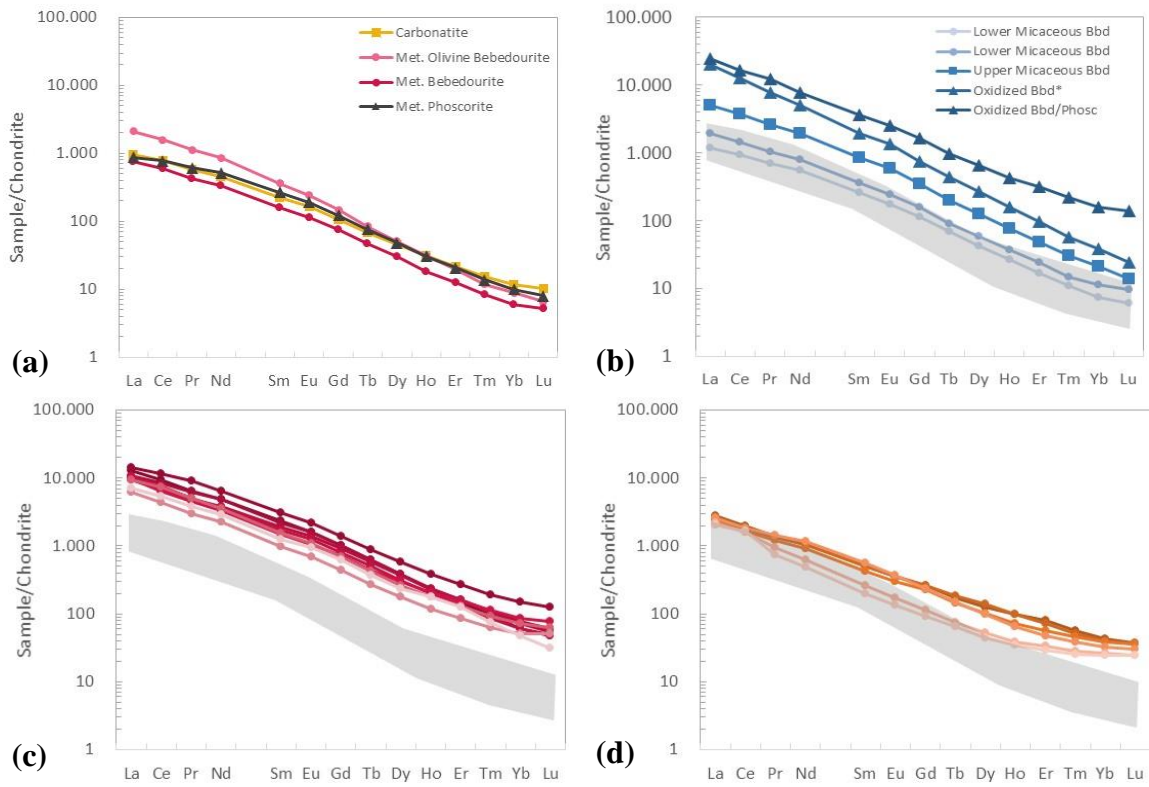 100.000
10.000
1.000
100
10
1
Sample/Chondrite
Carbonatite
Met. Olivine Bebedourite
Met. Bebedourite
Met. Phoscorite
(a)
La Ce Pr Nd Sm Eu Gd Tb Dy Ho Er Tm Yb Lu
100.000
10.000
1.000
100
10
1
Sample/Chondrite
Lower Micaceous Bbd
Lower Micaceous Bbd
Upper Micaceous Bbd
Oxidized Bbd*
Oxidized Bbd/Phosc
(b)
La Ce Pr Nd Sm Eu Gd Tb Dy Ho Er Tm Yb Lu
100.000
10.000
1.000
100
10
1
Sample/Chondrite
(c)
La Ce Pr Nd Sm Eu Gd Tb Dy Ho Er Tm Yb Lu
100.000
10.000
1.000
100
10
1
Sample/Chondrite
(d)
La Ce Pr Nd Sm Eu Gd Tb Dy Ho Er Tm Yb Lu